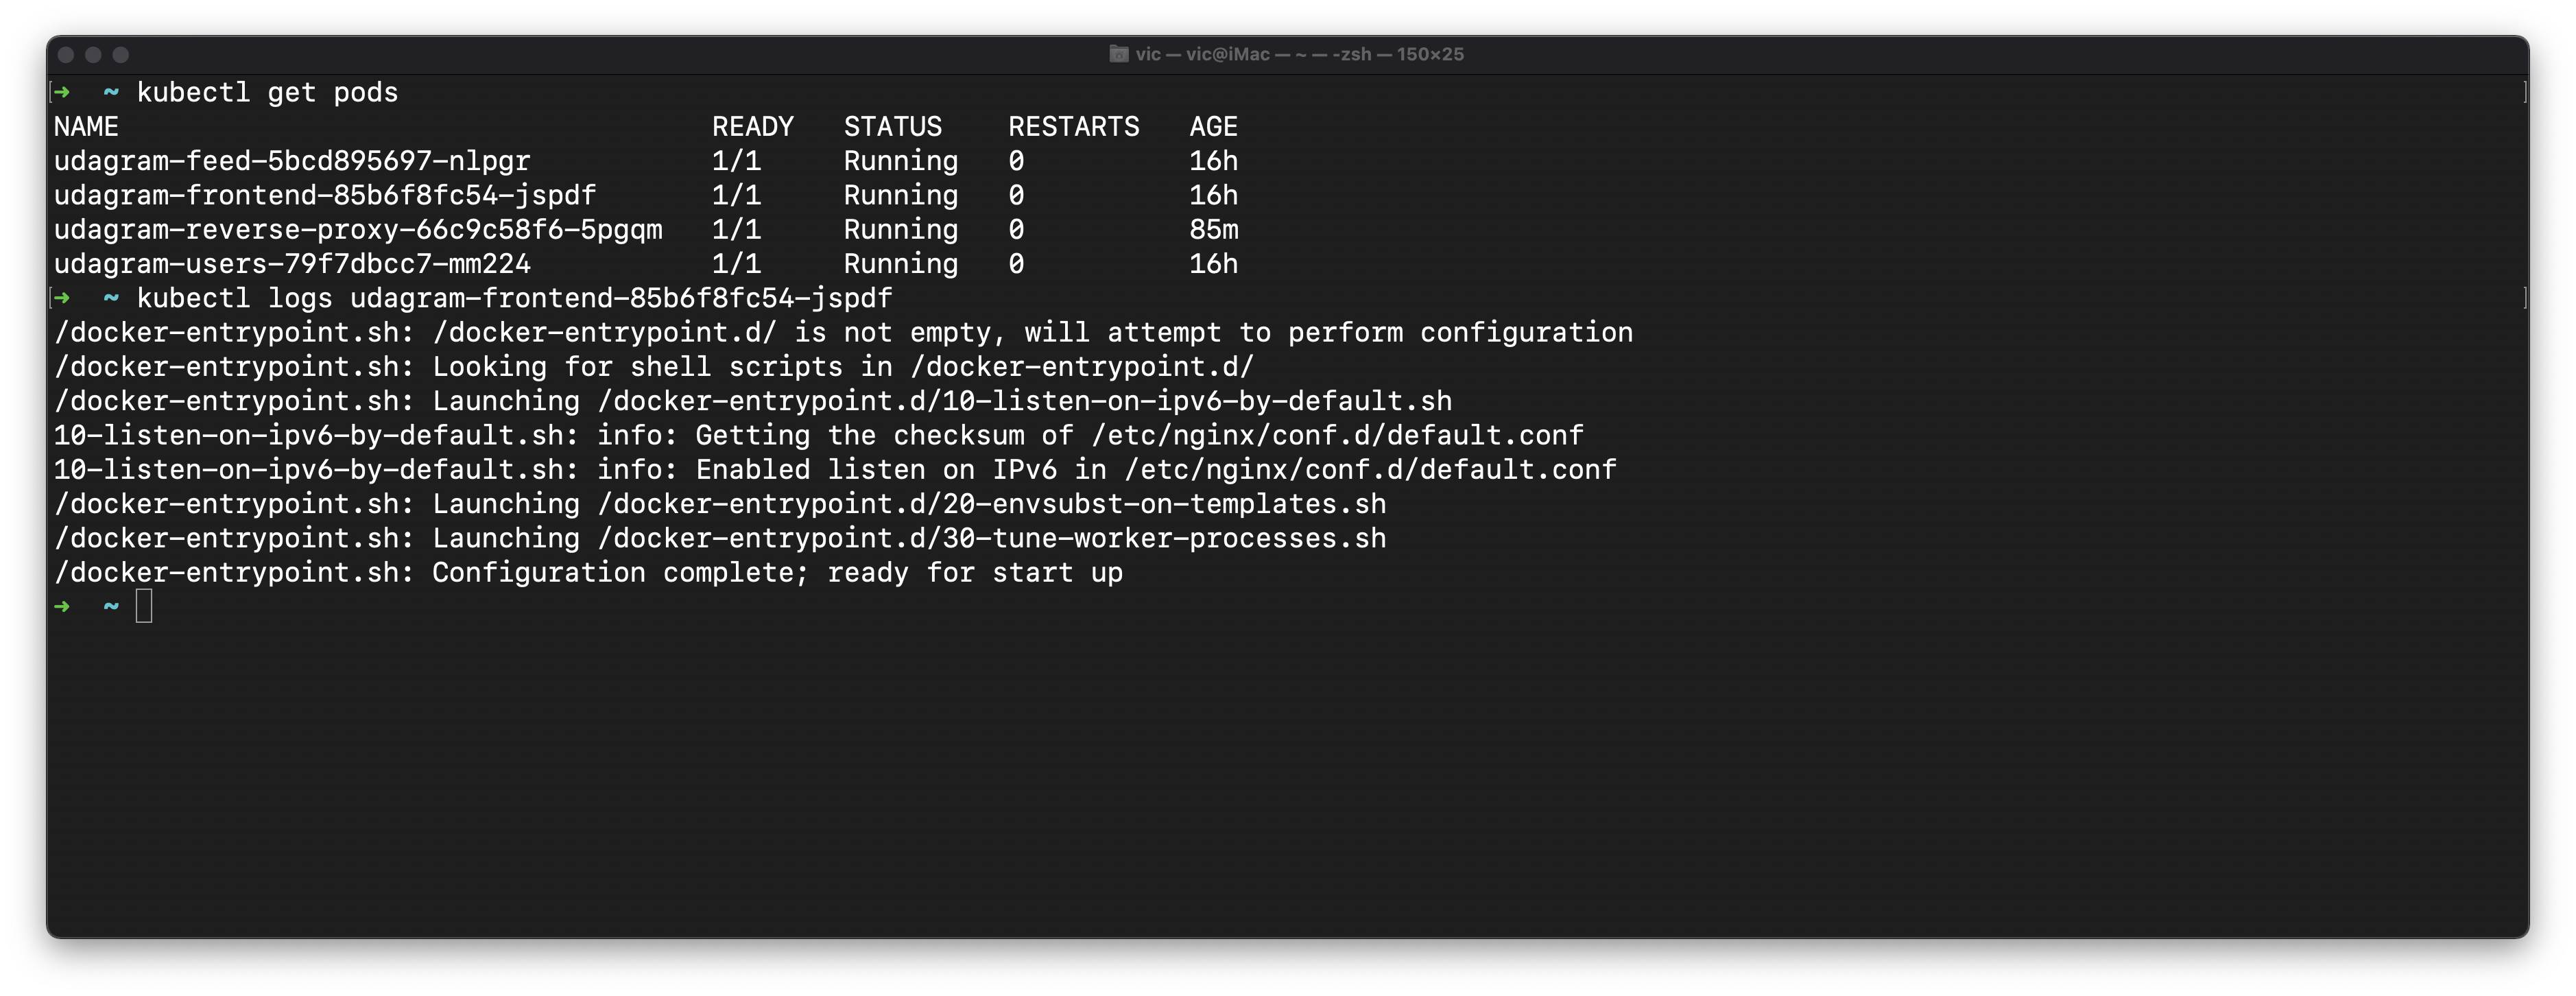 vic — vic@iMac — ~ — -zsh — 150×25
[➜  ~ kubectl get pods ]
NAME                                    READY   STATUS    RESTARTS   AGE
udagram-feed-5bcd895697-nlpgr           1/1     Running   0          16h
udagram-frontend-85b6f8fc54-jspdf       1/1     Running   0          16h
udagram-reverse-proxy-66c9c58f6-5pgqm   1/1     Running   0          85m
udagram-users-79f7dbcc7-mm224           1/1     Running   0          16h
[➜  ~ kubectl logs udagram-frontend-85b6f8fc54-jspdf ]
/docker-entrypoint.sh: /docker-entrypoint.d/ is not empty, will attempt to perform configuration
/docker-entrypoint.sh: Looking for shell scripts in /docker-entrypoint.d/
/docker-entrypoint.sh: Launching /docker-entrypoint.d/10-listen-on-ipv6-by-default.sh
10-listen-on-ipv6-by-default.sh: info: Getting the checksum of /etc/nginx/conf.d/default.conf
10-listen-on-ipv6-by-default.sh: info: Enabled listen on IPv6 in /etc/nginx/conf.d/default.conf
/docker-entrypoint.sh: Launching /docker-entrypoint.d/20-envsubst-on-templates.sh
/docker-entrypoint.sh: Launching /docker-entrypoint.d/30-tune-worker-processes.sh
/docker-entrypoint.sh: Configuration complete; ready for start up
➜  ~